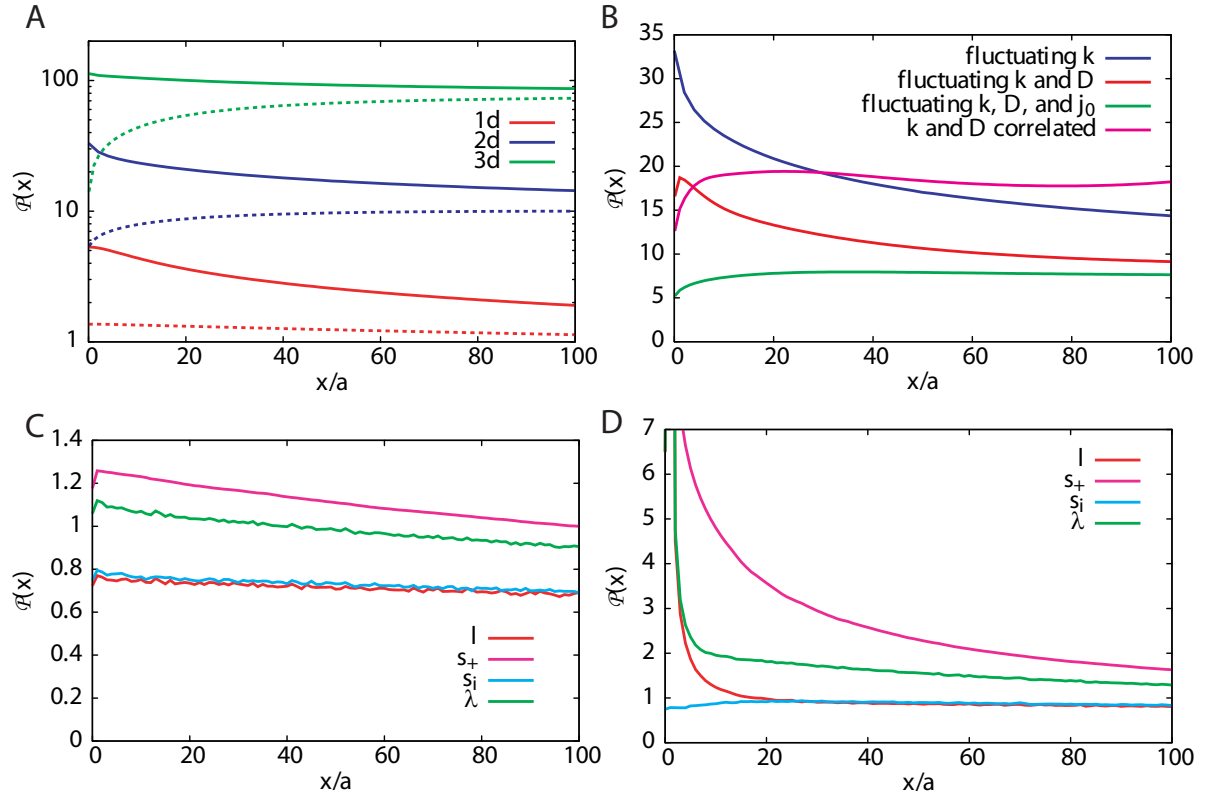 A
𝒫(x)
100
10
1
1d
2d
3d
0 20 40 60 80 100
x/a
B
𝒫(x)
35
30
25
20
15
10
5
0
fluctuating k
fluctuating k and D
fluctuating k, D, and j₀
k and D correlated
0 20 40 60 80 100
x/a
C
𝒫(x)
1.4
1.2
1
0.8
0.6
0.4
0.2
0
l
s₊
sᵢ
λ
0 20 40 60 80 100
x/a
D
𝒫(x)
7
6
5
4
3
2
1
0
l
s₊
sᵢ
λ
0 20 40 60 80 100
x/a